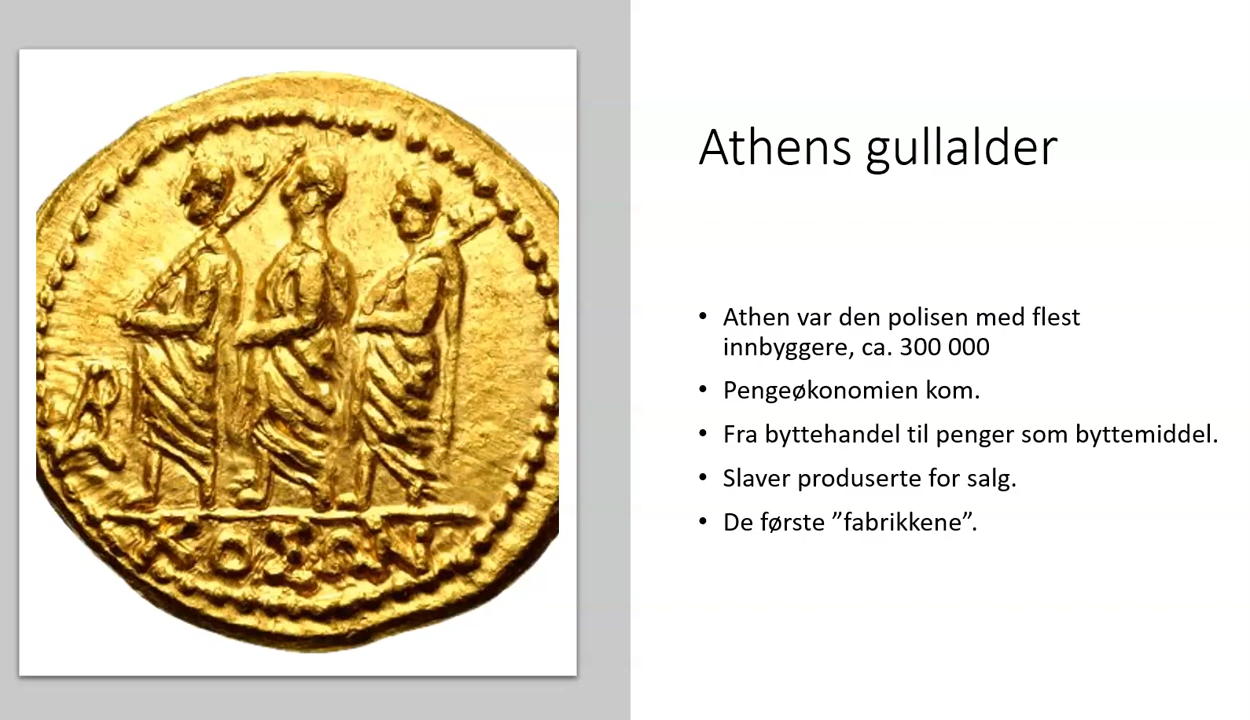 Athens gullalder
• Athen var den polisen med flest
innbyggere, ca. 300 000
• Pengeøkonomien kom.
• Fra byttehandel til penger som byttemiddel.
• Slaver produserte for salg.
• De første ”fabrikkene”.
ΚΟΣΩΝ